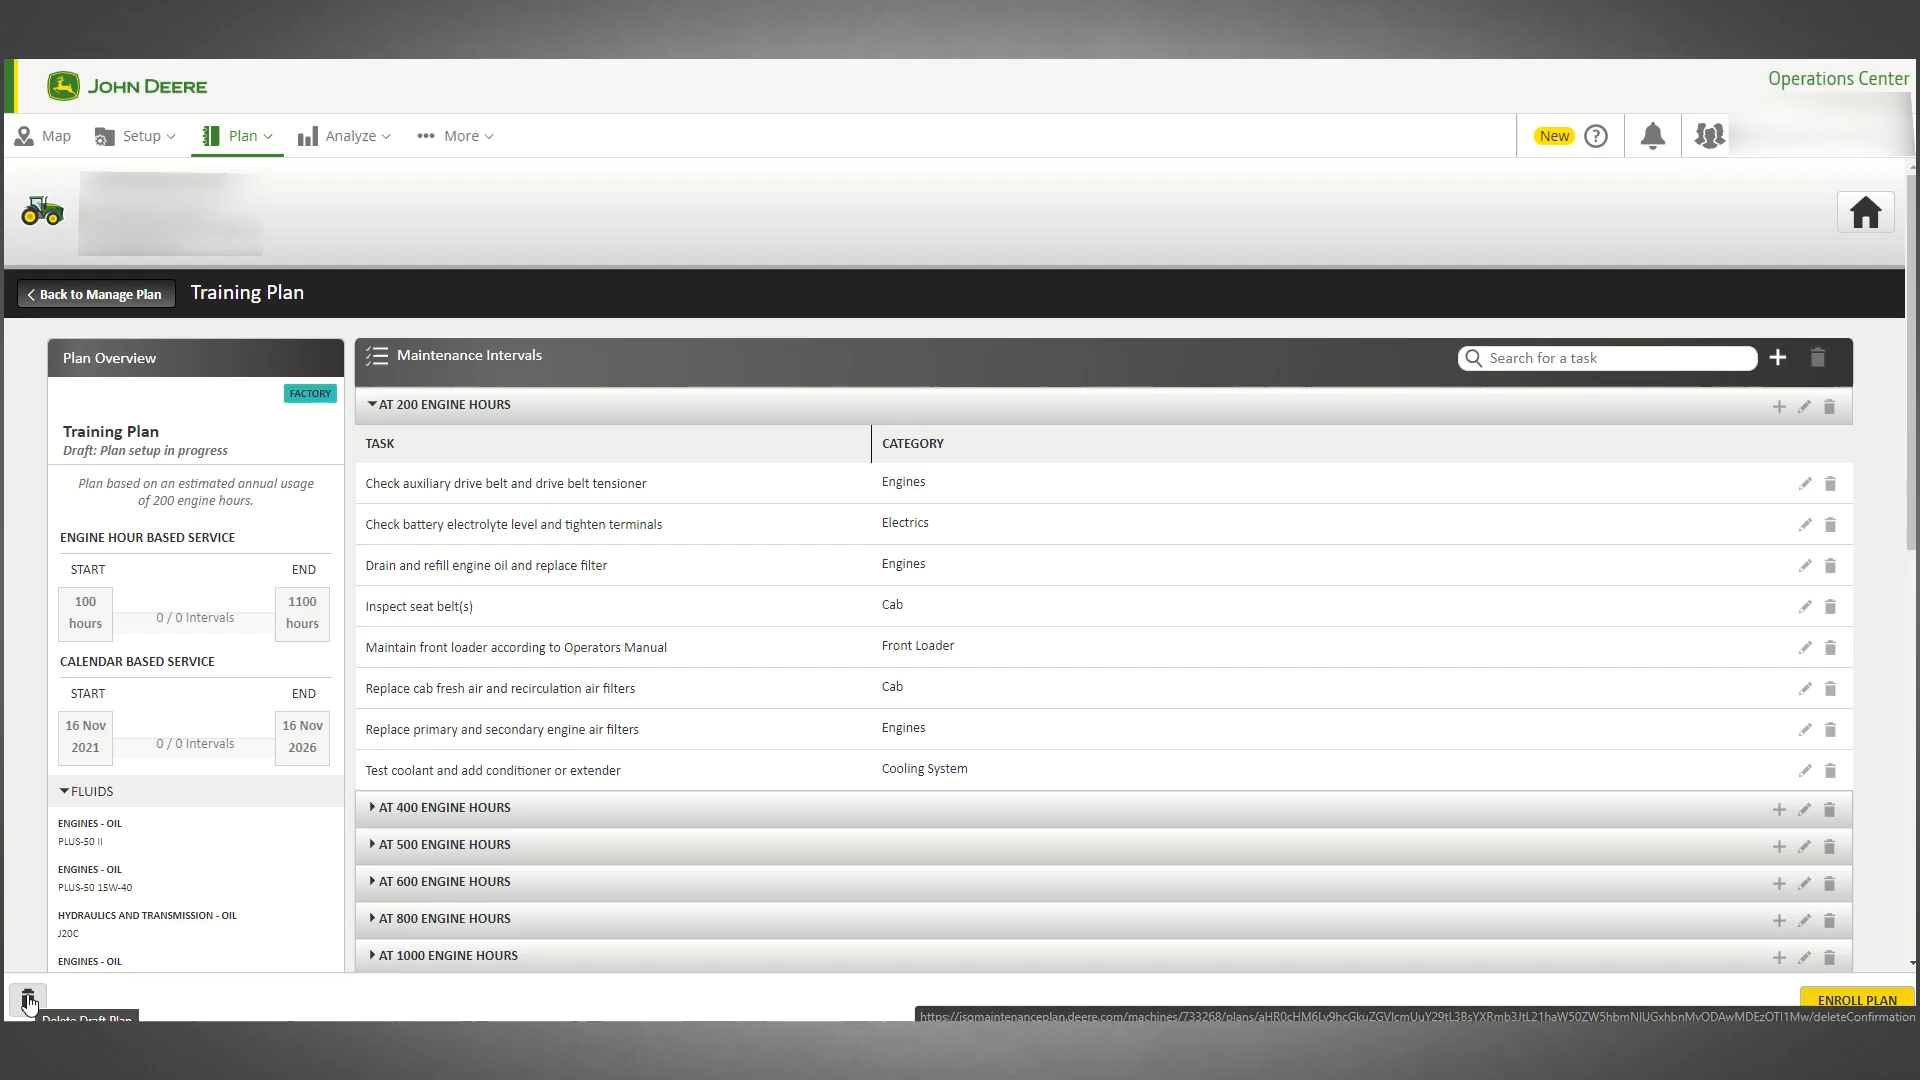 JOHN DEERE
Operations Center
Map
Setup
Plan
Analyze
More
New
Back to Manage Plan
Training Plan
Plan Overview
FACTORY
Training Plan
Draft: Plan setup in progress
Plan based on an estimated annual usage
of 200 engine hours.
ENGINE HOUR BASED SERVICE
START
END
100
hours
0 / 0 Intervals
1100
hours
CALENDAR BASED SERVICE
START
END
16 Nov
2021
0 / 0 Intervals
16 Nov
2026
FLUIDS
ENGINES - OIL
PLUS-50 II
ENGINES - OIL
PLUS-50 15W-40
HYDRAULICS AND TRANSMISSION - OIL
J20C
ENGINES - OIL
Maintenance Intervals
Search for a task
AT 200 ENGINE HOURS
TASK
CATEGORY
Check auxiliary drive belt and drive belt tensioner
Engines
Check battery electrolyte level and tighten terminals
Electrics
Drain and refill engine oil and replace filter
Engines
Inspect seat belt(s)
Cab
Maintain front loader according to Operators Manual
Front Loader
Replace cab fresh air and recirculation air filters
Cab
Replace primary and secondary engine air filters
Engines
Test coolant and add conditioner or extender
Cooling System
AT 400 ENGINE HOURS
AT 500 ENGINE HOURS
AT 600 ENGINE HOURS
AT 800 ENGINE HOURS
AT 1000 ENGINE HOURS
Delete Draft Plan
ENROLL PLAN